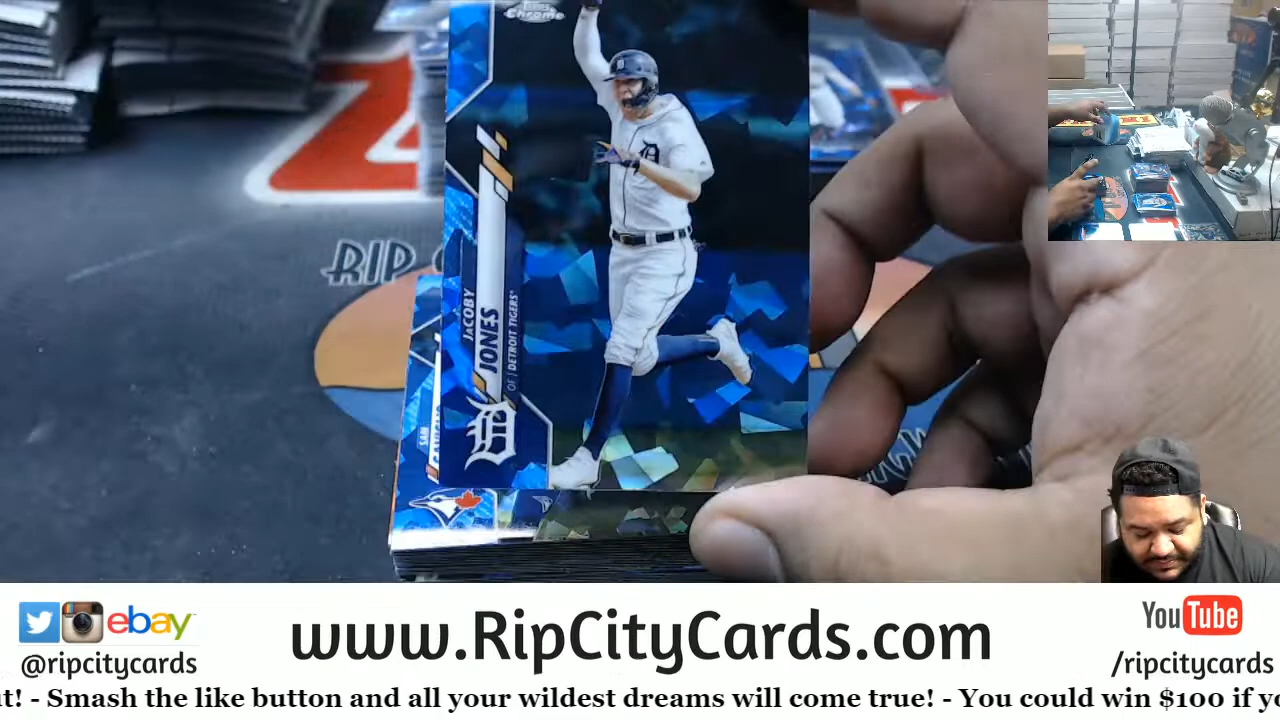 Chrome
JACOBY
JONES
OF | DETROIT TIGERS
D
D
D
SAM
RIP
ebay
@ripcitycards
www.RipCityCards.com
YouTube
/ripcitycards
t! - Smash the like button and all your wildest dreams will come true! - You could win $100 if yo